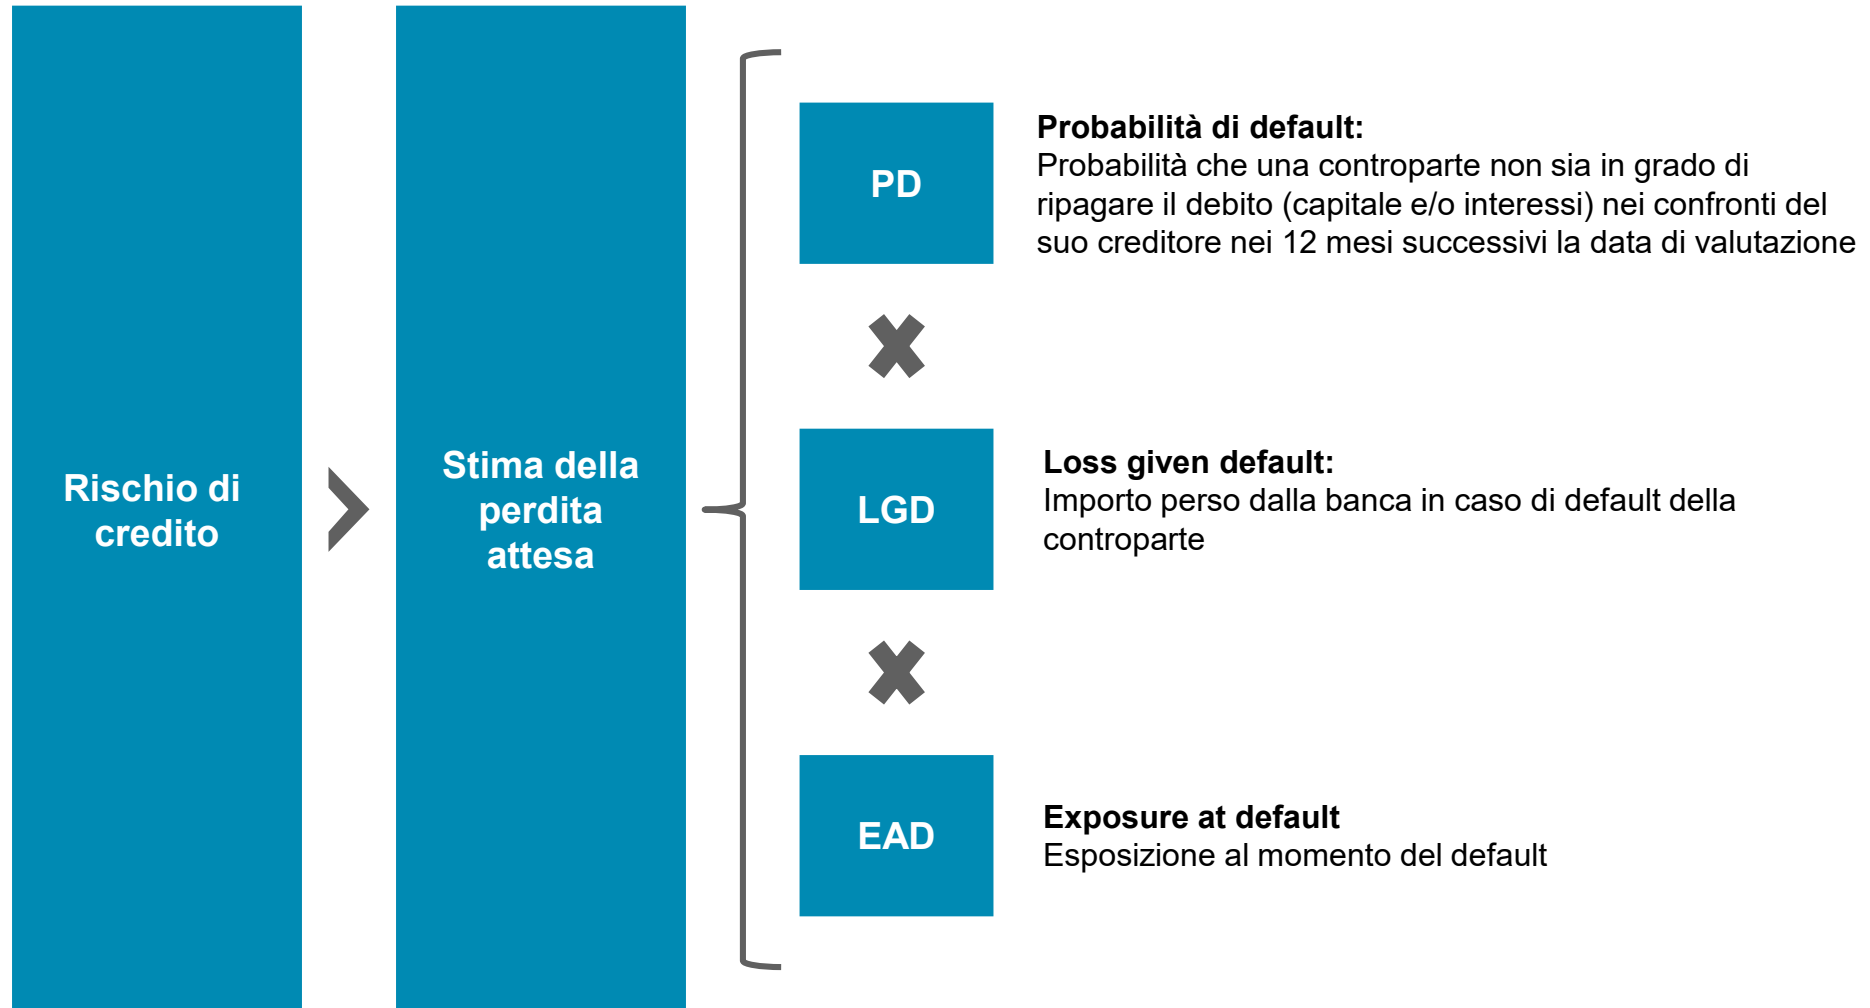 Rischio di
credito
Stima della
perdita
attesa
PD
Probabilità di default:
Probabilità che una controparte non sia in grado di
ripagare il debito (capitale e/o interessi) nei confronti del
suo creditore nei 12 mesi successivi la data di valutazione
LGD
Loss given default:
Importo perso dalla banca in caso di default della
controparte
EAD
Exposure at default
Esposizione al momento del default